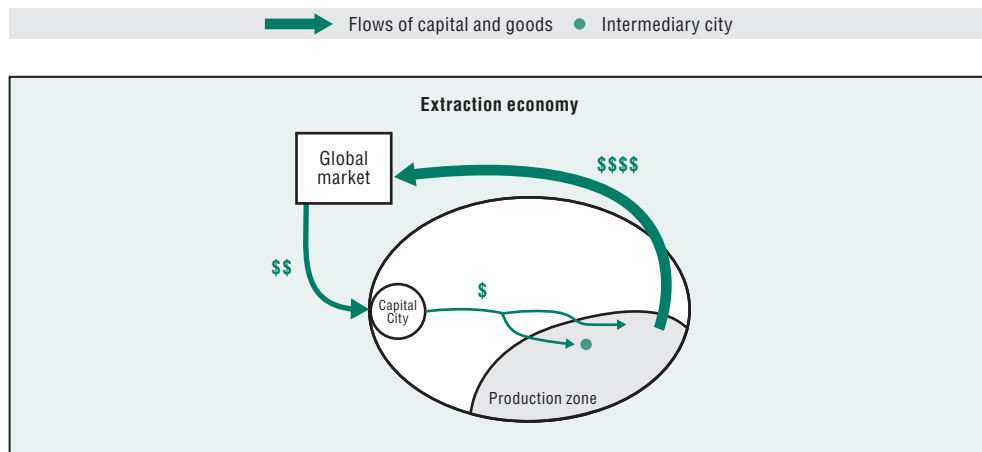 Flows of capital and goods Intermediary city
Extraction economy
Global
market
$$$$
$$
$
Capital
City
Production zone